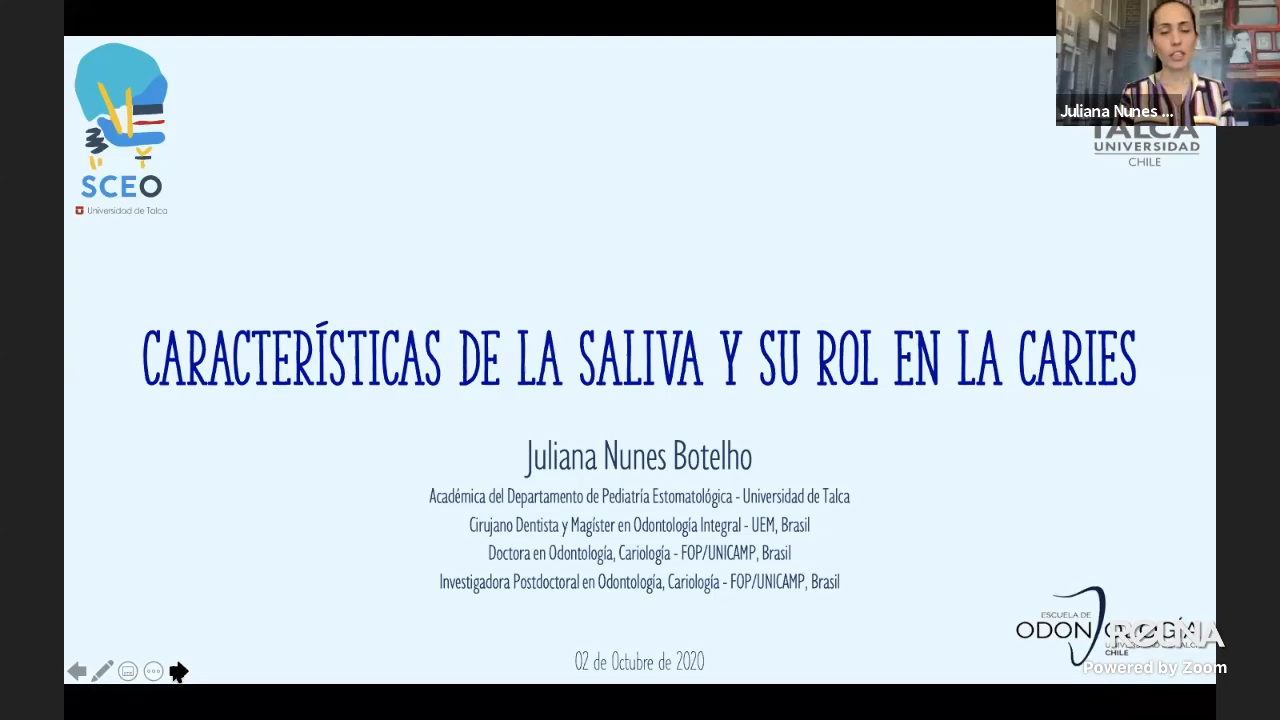 SCEO
Universidad de Talca
Juliana Nunes ...
TALCA
UNIVERSIDAD
CHILE
CARACTERÍSTICAS DE LA SALIVA Y SU ROL EN LA CARIES
Juliana Nunes Botelho
Académica del Departamento de Pediatría Estomatológica - Universidad de Talca
Cirujano Dentista y Magíster en Odontología Integral - UEM, Brasil
Doctora en Odontología, Cariología - FOP/UNICAMP, Brasil
Investigadora Postdoctoral en Odontología, Cariología - FOP/UNICAMP, Brasil
02 de Octubre de 2020
ESCUELA DE
CHILE
REUNA
Powered by Zoom